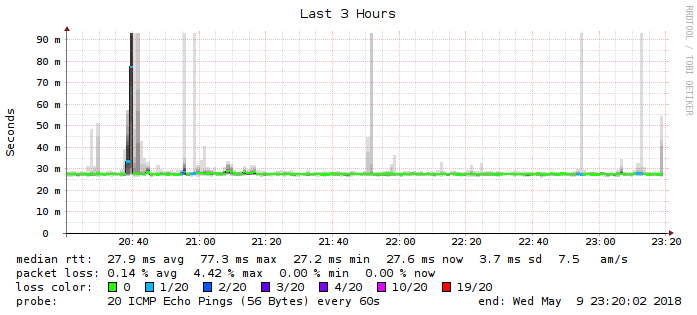 Last 3 Hours
RRDTOOL / TOBI OETIKER
Seconds
90 m
80 m
70 m
60 m
50 m
40 m
30 m
20 m
10 m
0
20:40 21:00 21:20 21:40 22:00 22:20 22:40 23:00 23:20
median rtt: 27.9 ms avg 77.3 ms max 27.2 ms min 27.6 ms now 3.7 ms sd 7.5 am/s
packet loss: 0.14 % avg 4.42 % max 0.00 % min 0.00 % now
loss color: 0 1/20 2/20 3/20 4/20 10/20 19/20
probe: 20 ICMP Echo Pings (56 Bytes) every 60s end: Wed May 9 23:20:02 2018